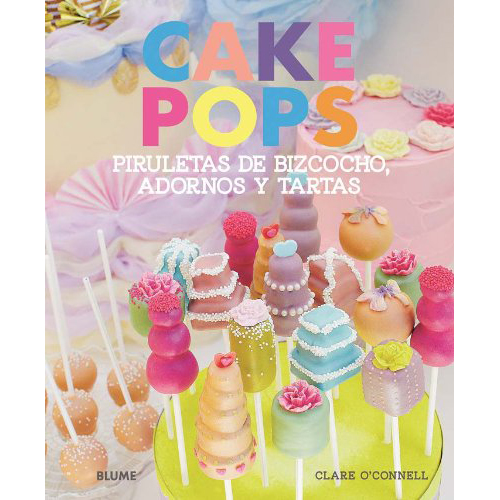 CAKE
POPS
PIRULETAS DE BIZCOCHO,
ADORNOS Y TARTAS
BLUME
CLARE O'CONNELL